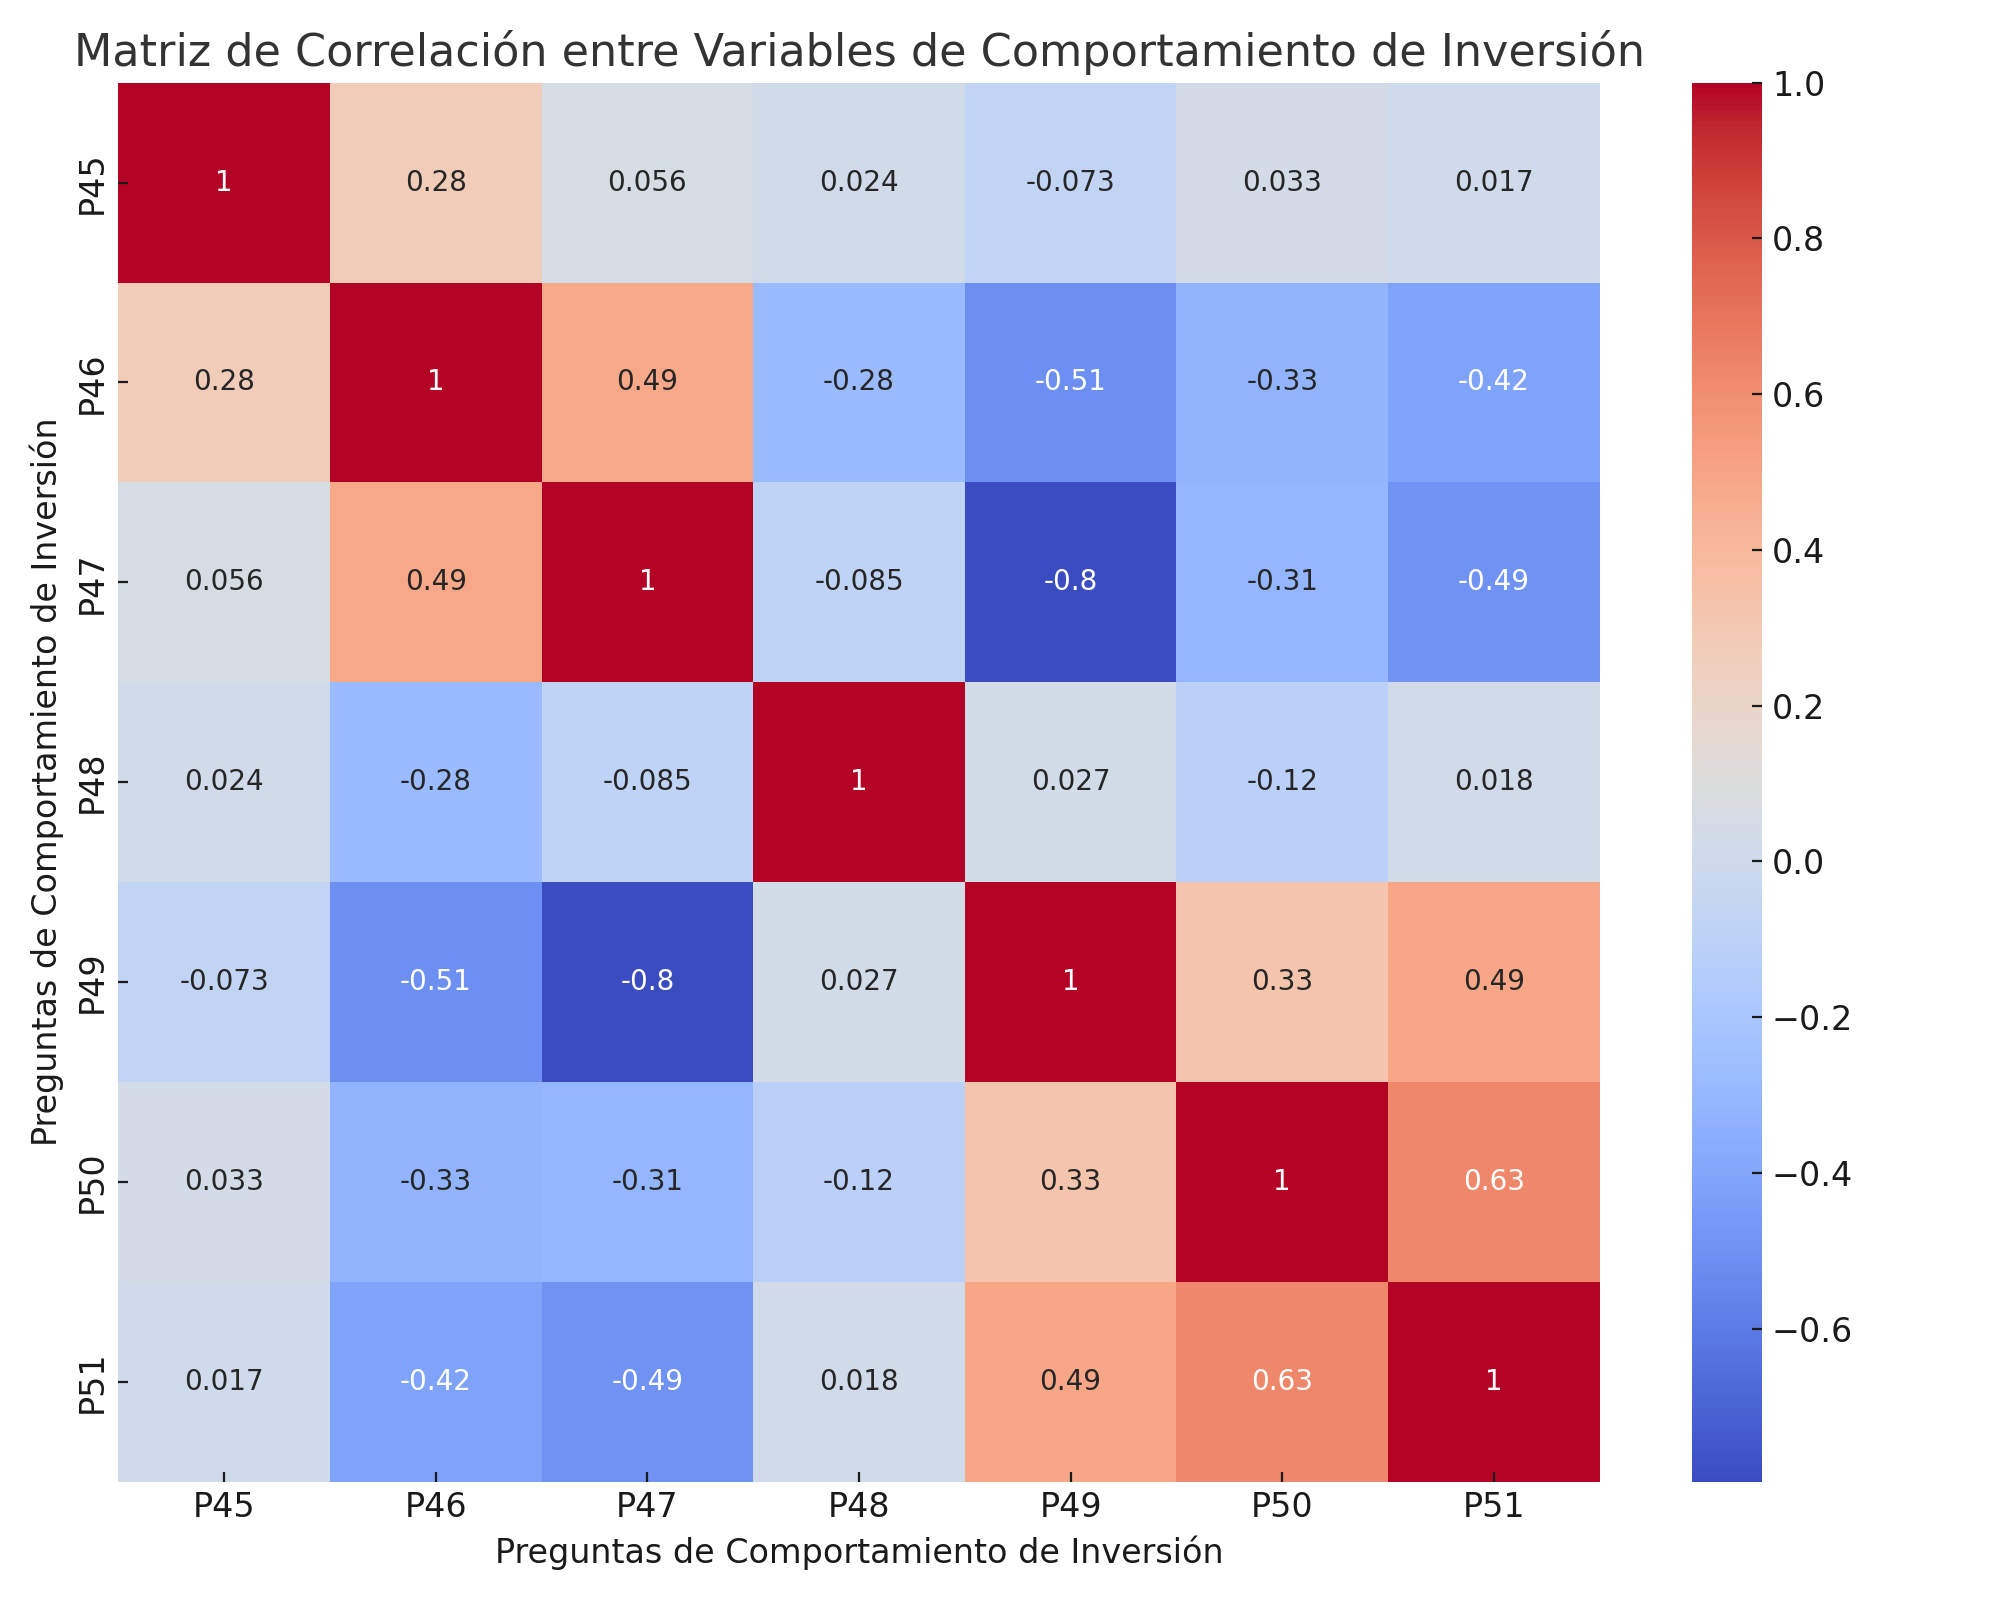 Matriz de Correlación entre Variables de Comportamiento de Inversión
Preguntas de Comportamiento de Inversión
P45 1 0.28 0.056 0.024 -0.073 0.033 0.017
P46 0.28 1 0.49 -0.28 -0.51 -0.33 -0.42
P47 0.056 0.49 1 -0.085 -0.8 -0.31 -0.49
P48 0.024 -0.28 -0.085 1 0.027 -0.12 0.018
P49 -0.073 -0.51 -0.8 0.027 1 0.33 0.49
P50 0.033 -0.33 -0.31 -0.12 0.33 1 0.63
P51 0.017 -0.42 -0.49 0.018 0.49 0.63 1
P45 P46 P47 P48 P49 P50 P51
Preguntas de Comportamiento de Inversión
1.0
0.8
0.6
0.4
0.2
0.0
−0.2
−0.4
−0.6